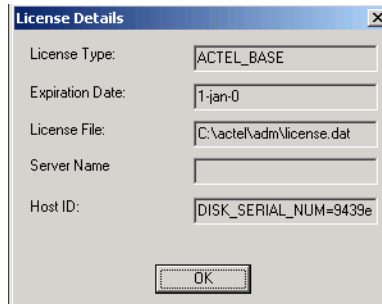 License Details
License Type: ACTEL_BASE
Expiration Date: 1-jan-0
License File: C:\actel\adm\license.dat
Server Name
Host ID: DISK_SERIAL_NUM=9439e
OK